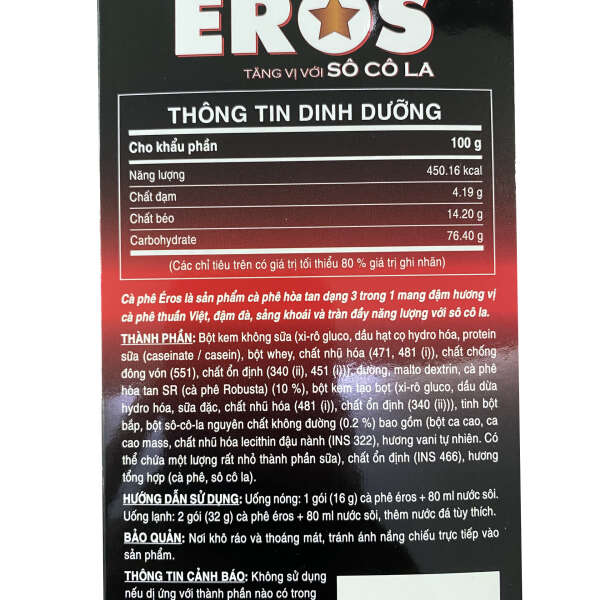 EROS
TĂNG VỊ VỚI SÔ CÔ LA
THÔNG TIN DINH DƯỠNG
Cho khẩu phần 100 g
Năng lượng 450.16 kcal
Chất đạm 4.19 g
Chất béo 14.20 g
Carbohydrate 76.40 g
(Các chỉ tiêu trên có giá trị tối thiểu 80 % giá trị ghi nhãn)
Cà phê Éros là sản phẩm cà phê hòa tan dạng 3 trong 1 mang đậm hương vị
cà phê thuần Việt, đậm đà, sảng khoái và tràn đầy năng lượng với sô cô la.
THÀNH PHẦN: Bột kem không sữa (xi-rô gluco, dầu hạt cọ hydro hóa, protein
sữa (caseinate / casein), bột whey, chất nhũ hóa (471, 481 (i)), chất chống
đông vón (551), chất ổn định (340 (ii), 451 (i))), đường, malto dextrin, cà phê
hòa tan SR (cà phê Robusta) (10 %), bột kem tạo bọt (xi-rô gluco, dầu dừa
hydro hóa, sữa đặc, chất nhũ hóa (481 (i)), chất ổn định (340 (ii))), tinh bột
bắp, bột sô-cô-la nguyên chất không đường (0.2 %) bao gồm (bột ca cao, ca
cao mass, chất nhũ hóa lecithin đậu nành (INS 322), hương vani tự nhiên. Có
thể chứa một lượng rất nhỏ thành phần sữa), chất ổn định (INS 466), hương
tổng hợp (cà phê, sô cô la).
HƯỚNG DẪN SỬ DỤNG: Uống nóng: 1 gói (16 g) cà phê éros + 80 ml nước sôi.
Uống lạnh: 2 gói (32 g) cà phê éros + 80 ml nước sôi, thêm nước đá tùy thích.
BẢO QUẢN: Nơi khô ráo và thoáng mát, tránh ánh nắng chiếu trực tiếp vào
sản phẩm.
THÔNG TIN CẢNH BÁO: Không sử dụng
nếu dị ứng với thành phần nào có trong